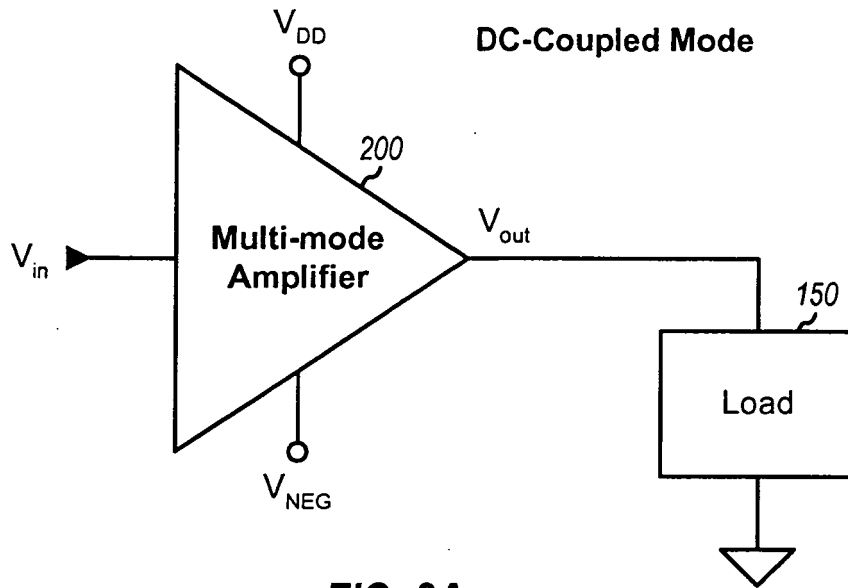 V_DD
DC-Coupled Mode
200
Multi-mode
Amplifier
V_in
V_out
150
Load
V_NEG